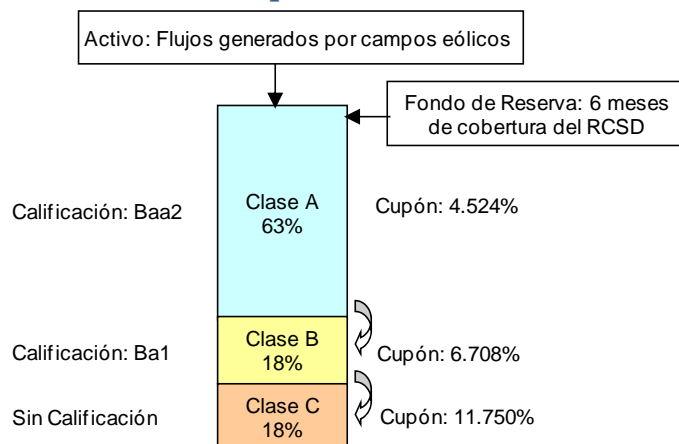 Activo: Flujos generados por campos eólicos
Fondo de Reserva: 6 meses
de cobertura del RCSD
Calificación: Baa2
Clase A
63%
Cupón: 4.524%
Calificación: Ba1
Clase B
18%
Cupón: 6.708%
Sin Calificación
Clase C
18%
Cupón: 11.750%